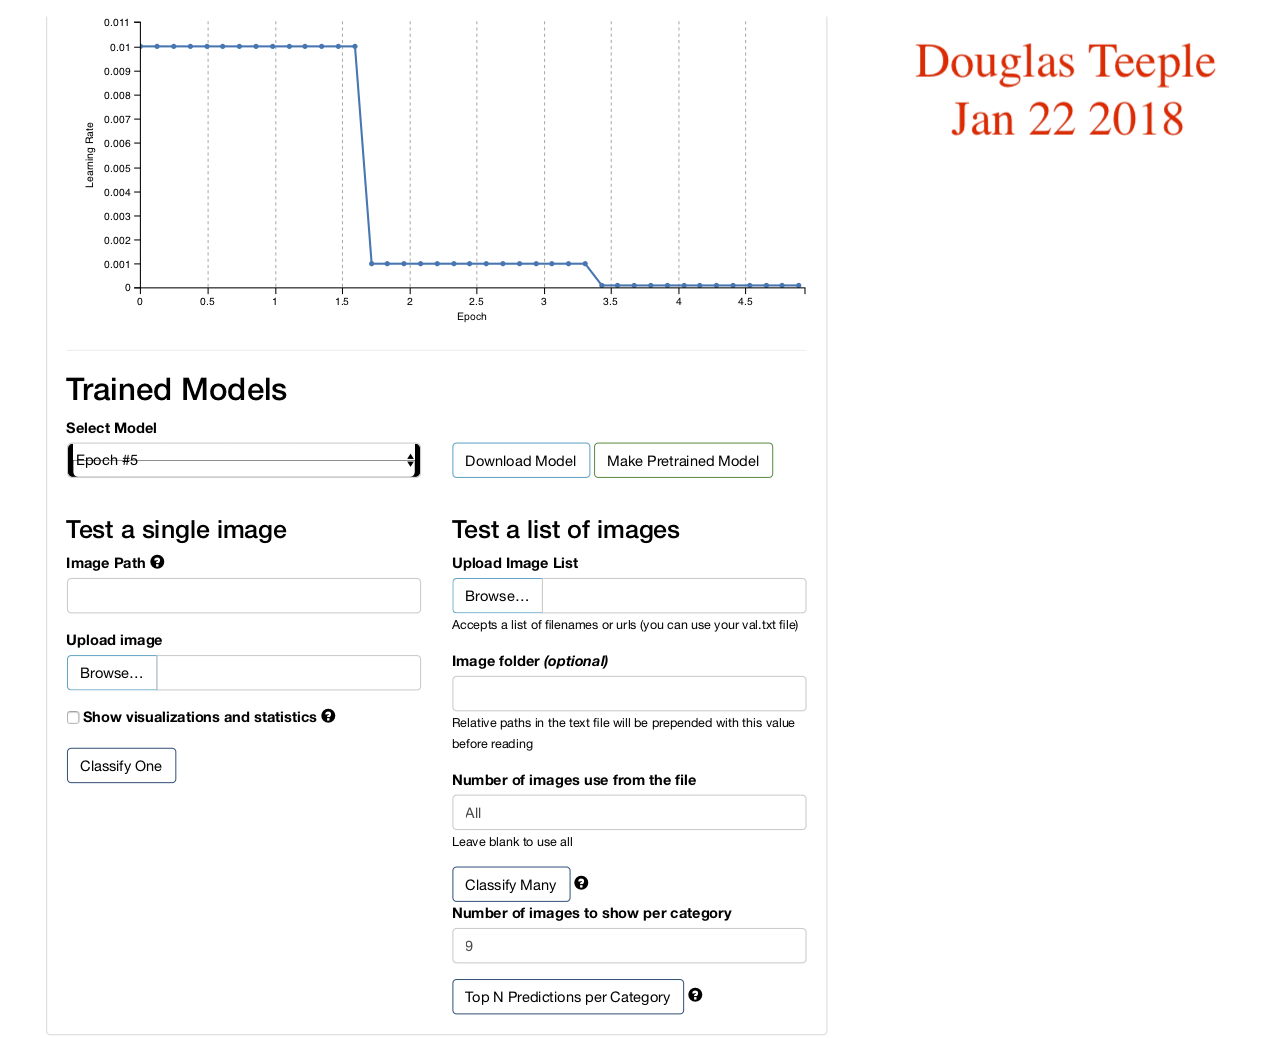 0.011
0.01
0.009
0.008
0.007
0.006
0.005
0.004
0.003
0.002
0.001
0
Learning Rate
0 0.5 1 1.5 2 2.5 3 3.5 4 4.5
Epoch
Douglas Teeple
Jan 22 2018
Trained Models
Select Model
Epoch #5
Download Model Make Pretrained Model
Test a single image
Image Path
Upload image
Browse...
Show visualizations and statistics
Classify One
Test a list of images
Upload Image List
Browse...
Accepts a list of filenames or urls (you can use your val.txt file)
Image folder (optional)
Relative paths in the text file will be prepended with this value
before reading
Number of images use from the file
All
Leave blank to use all
Classify Many
Number of images to show per category
9
Top N Predictions per Category